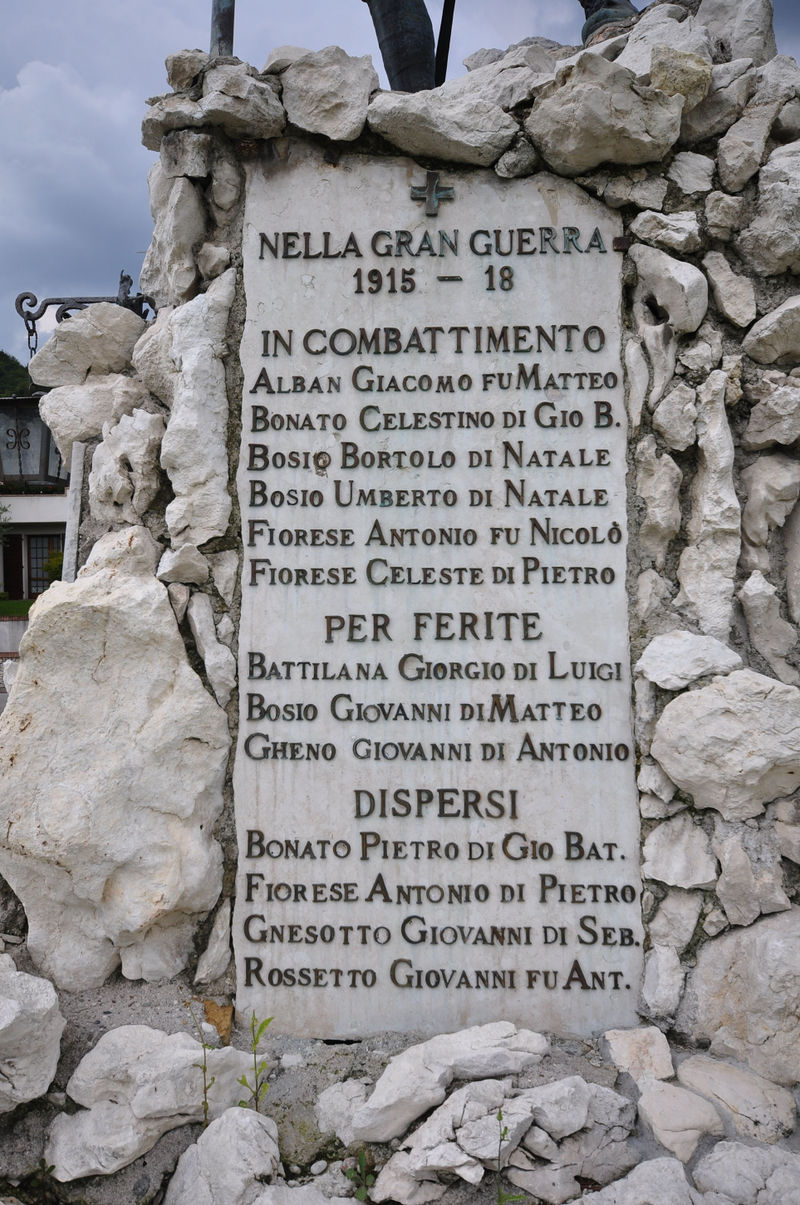 NELLA GRAN GUERRA
1915 – 18
IN COMBATTIMENTO
ALBAN GIACOMO FU MATTEO
BONATO CELESTINO DI GIO B.
BOSIO BORTOLO DI NATALE
BOSIO UMBERTO DI NATALE
FIORESE ANTONIO FU NICOLÒ
FIORESE CELESTE DI PIETRO
PER FERITE
BATTILANA GIORGIO DI LUIGI
BOSIO GIOVANNI DI MATTEO
GHENO GIOVANNI DI ANTONIO
DISPERSI
BONATO PIETRO DI GIO BAT.
FIORESE ANTONIO DI PIETRO
GNESOTTO GIOVANNI DI SEB.
ROSSETTO GIOVANNI FU ANT.